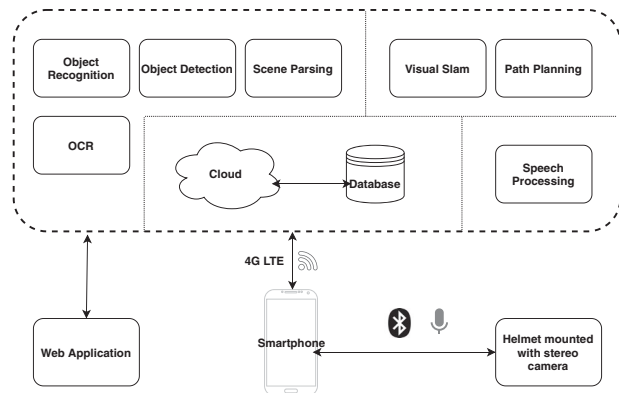 Object
Recognition
Object Detection
Scene Parsing
Visual Slam
Path Planning
OCR
Cloud
Database
Speech
Processing
4G LTE
Web Application
Smartphone
Helmet mounted
with stereo
camera